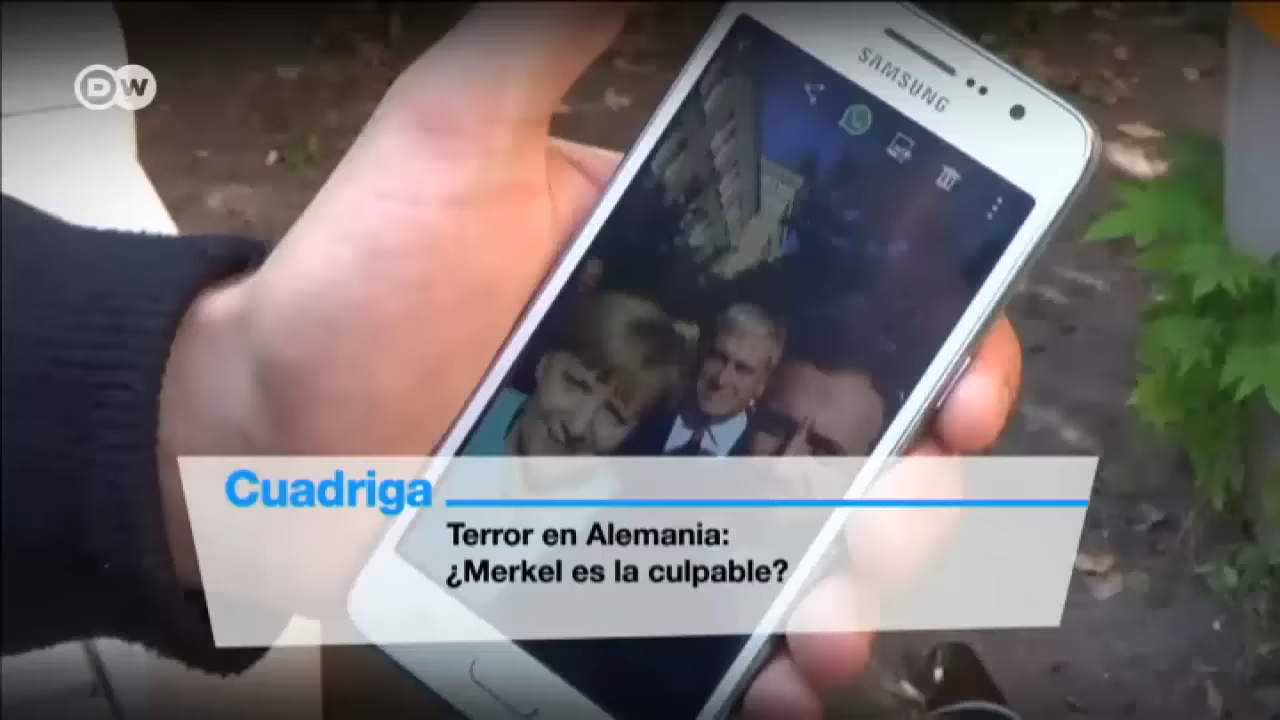 DW
SAMSUNG
Cuadriga
Terror en Alemania:
¿Merkel es la culpable?